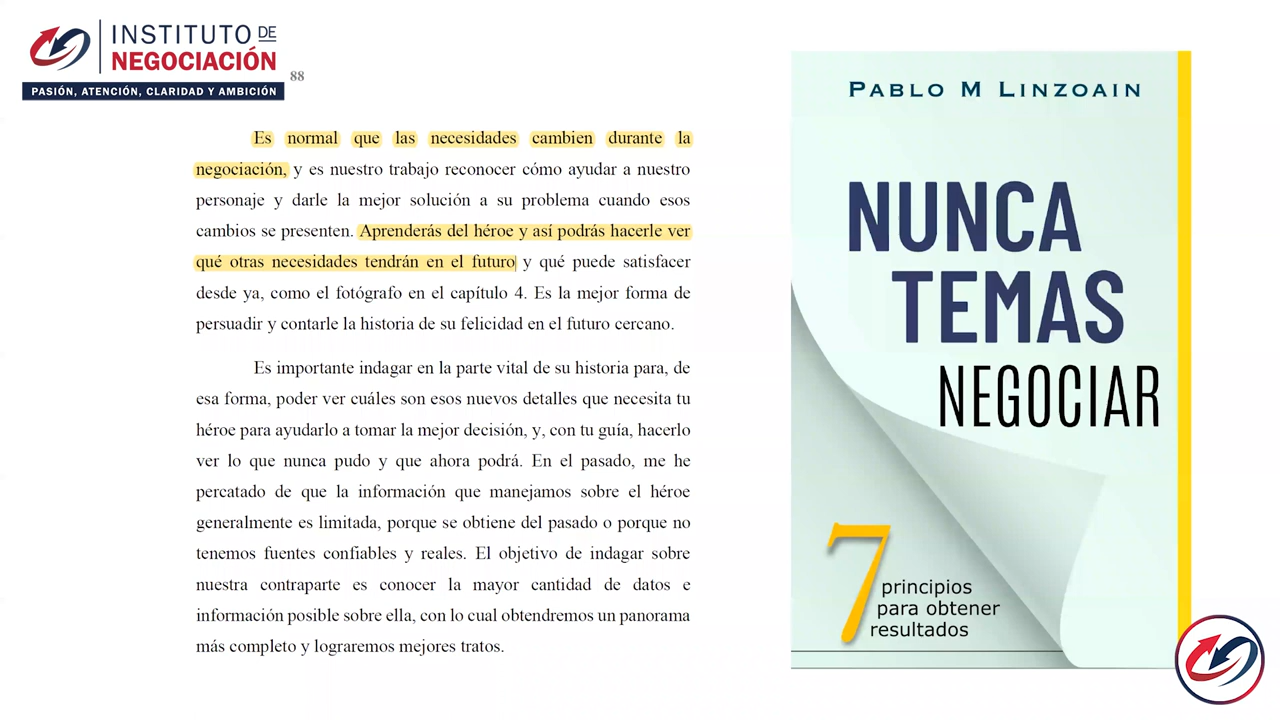 INSTITUTO DE
NEGOCIACIÓN
PASIÓN, ATENCIÓN, CLARIDAD Y AMBICIÓN
88
Es normal que las necesidades cambien durante la
negociación, y es nuestro trabajo reconocer cómo ayudar a nuestro
personaje y darle la mejor solución a su problema cuando esos
cambios se presenten. Aprenderás del héroe y así podrás hacerle ver
qué otras necesidades tendrán en el futuro y qué puede satisfacer
desde ya, como el fotógrafo en el capítulo 4. Es la mejor forma de
persuadir y contarle la historia de su felicidad en el futuro cercano.
Es importante indagar en la parte vital de su historia para, de
esa forma, poder ver cuáles son esos nuevos detalles que necesita tu
héroe para ayudarlo a tomar la mejor decisión, y, con tu guía, hacerlo
ver lo que nunca pudo y que ahora podrá. En el pasado, me he
percatado de que la información que manejamos sobre el héroe
generalmente es limitada, porque se obtiene del pasado o porque no
tenemos fuentes confiables y reales. El objetivo de indagar sobre
nuestra contraparte es conocer la mayor cantidad de datos e
información posible sobre ella, con lo cual obtendremos un panorama
más completo y lograremos mejores tratos.
PABLO M LINZOAIN
NUNCA
TEMAS
NEGOCIAR
7 principios
para obtener
resultados